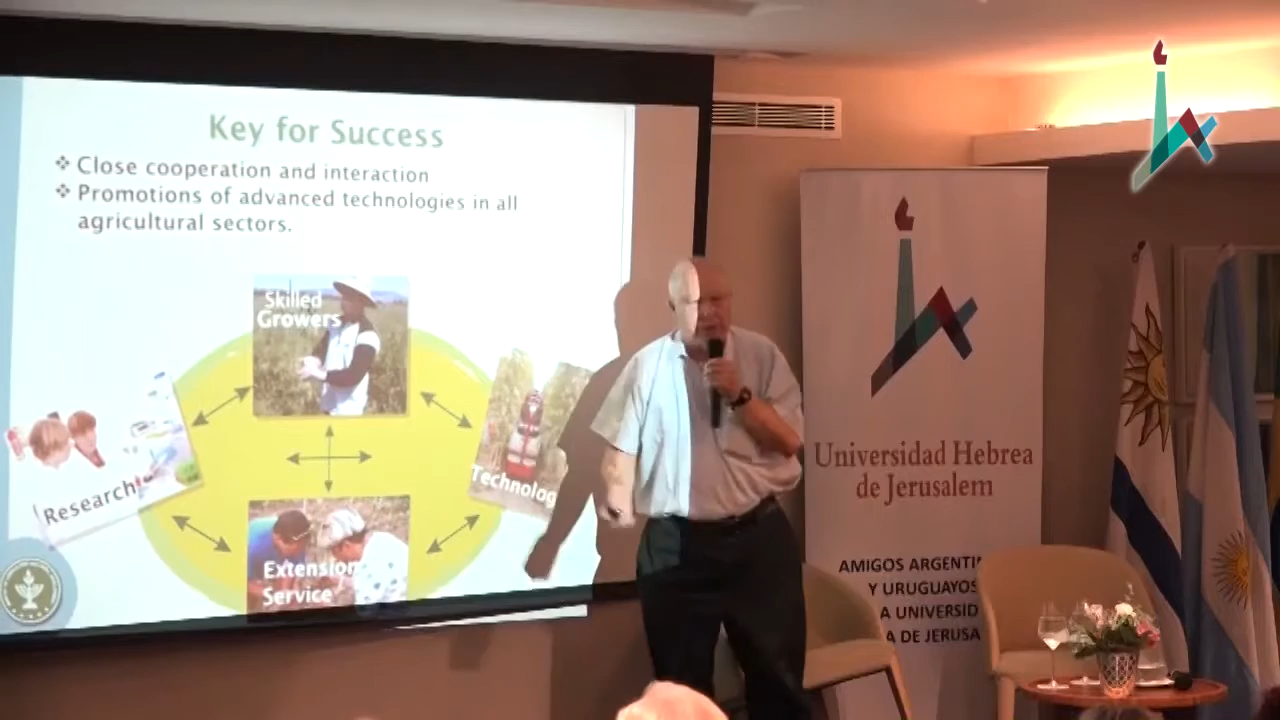 Key for Success
❖ Close cooperation and interaction
❖ Promotions of advanced technologies in all
agricultural sectors.
Skilled
Growers
Research
Technolog
Extension
Service
Universidad Hebrea
de Jerusalem
AMIGOS ARGENTI
Y URUGUAYOS
A UNIVERSID
A DE JERUSA